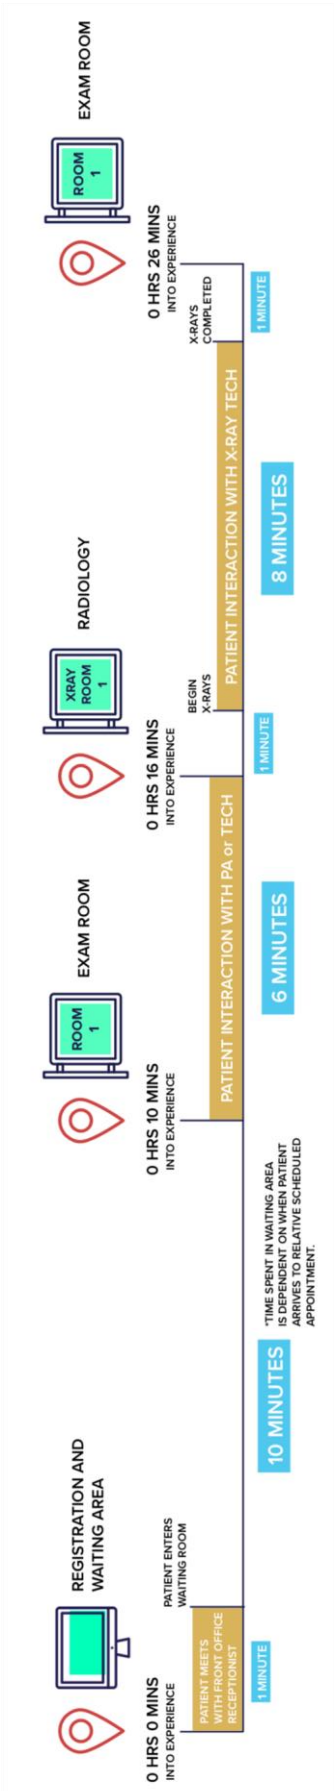 REGISTRATION AND
WAITING AREA
0 HRS 0 MINS
INTO EXPERIENCE
PATIENT MEETS
WITH FRONT OFFICE
RECEPTIONIST
1 MINUTE
PATIENT ENTERS
WAITING ROOM
10 MINUTES
*TIME SPENT IN WAITING AREA
IS DEPENDENT ON WHEN PATIENT
ARRIVES TO RELATIVE SCHEDULED
APPOINTMENT.
ROOM
1
EXAM ROOM
0 HRS 10 MINS
INTO EXPERIENCE
PATIENT INTERACTION WITH PA or TECH
6 MINUTES
XRAY
ROOM
1
RADIOLOGY
0 HRS 16 MINS
INTO EXPERIENCE
1 MINUTE
BEGIN
X-RAYS
PATIENT INTERACTION WITH X-RAY TECH
8 MINUTES
X-RAYS
COMPLETED
1 MINUTE
ROOM
1
EXAM ROOM
0 HRS 26 MINS
INTO EXPERIENCE